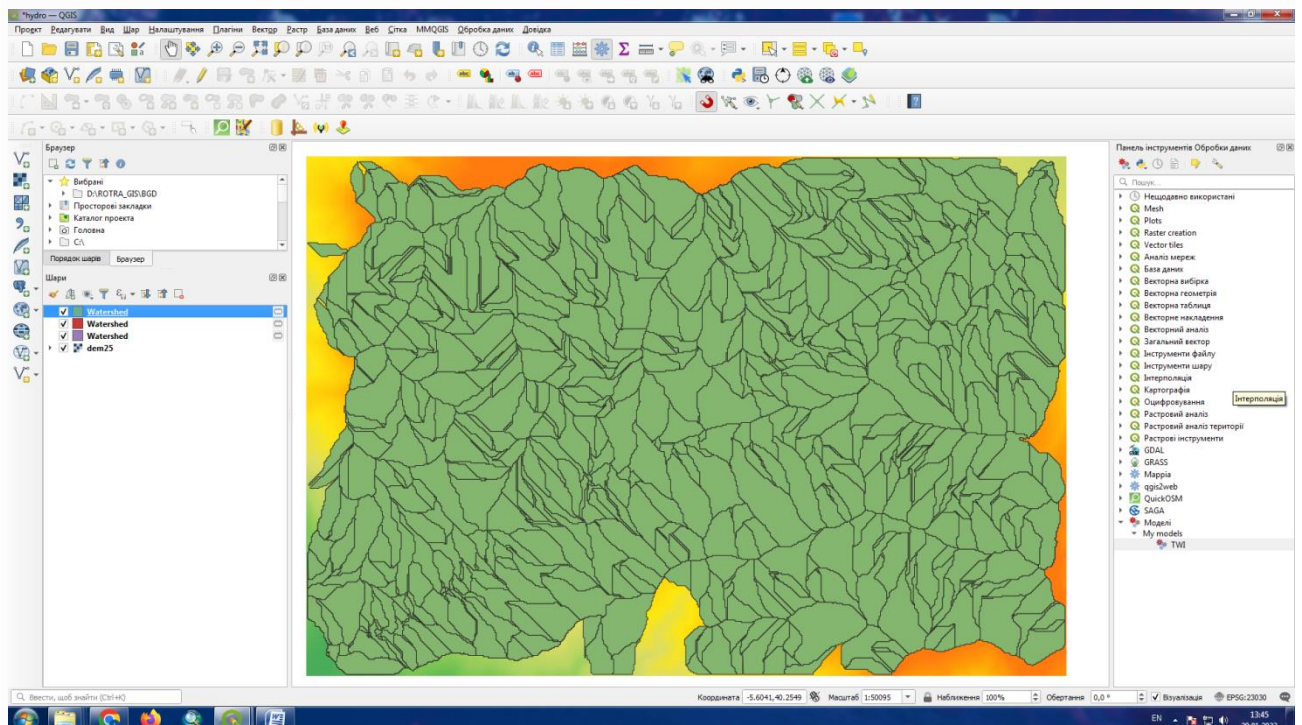 *hydro — QGIS
Проєкт Редагувати Вид Шар Налаштування Плагіни Вектор Растр База даних Веб Сітка MMQGIS Обробка даних Довідка
Браузер
Вибрані
D:\ROTRA_GIS\BGD
Просторові закладки
Каталог проекта
Головна
C:\
Порядок шарів Браузер
Шари
Watershed
Watershed
Watershed
dem25
Панель інструментів Обробки даних
Пошук...
Нещодавно використані
Mesh
Plots
Raster creation
Vector tiles
Аналіз мереж
База даних
Векторна вибірка
Векторна геометрія
Векторна таблиця
Векторне накладення
Векторний аналіз
Загальний вектор
Інструменти файлу
Інструменти шару
Інтерполяція
Картографія
Інтерполяція
Оцифровування
Растровий аналіз
Растровий аналіз території
Растрові інструменти
GDAL
GRASS
Mappia
qgis2web
QuickOSM
SAGA
Моделі
My models
TWI
Ввести, щоб знайти (Ctrl+K)
Координата -5.6041,40.2549 Масштаб 1:50095 Наближення 100% Обертання 0,0 ° Візуалізація EPSG:23030
EN 13:45